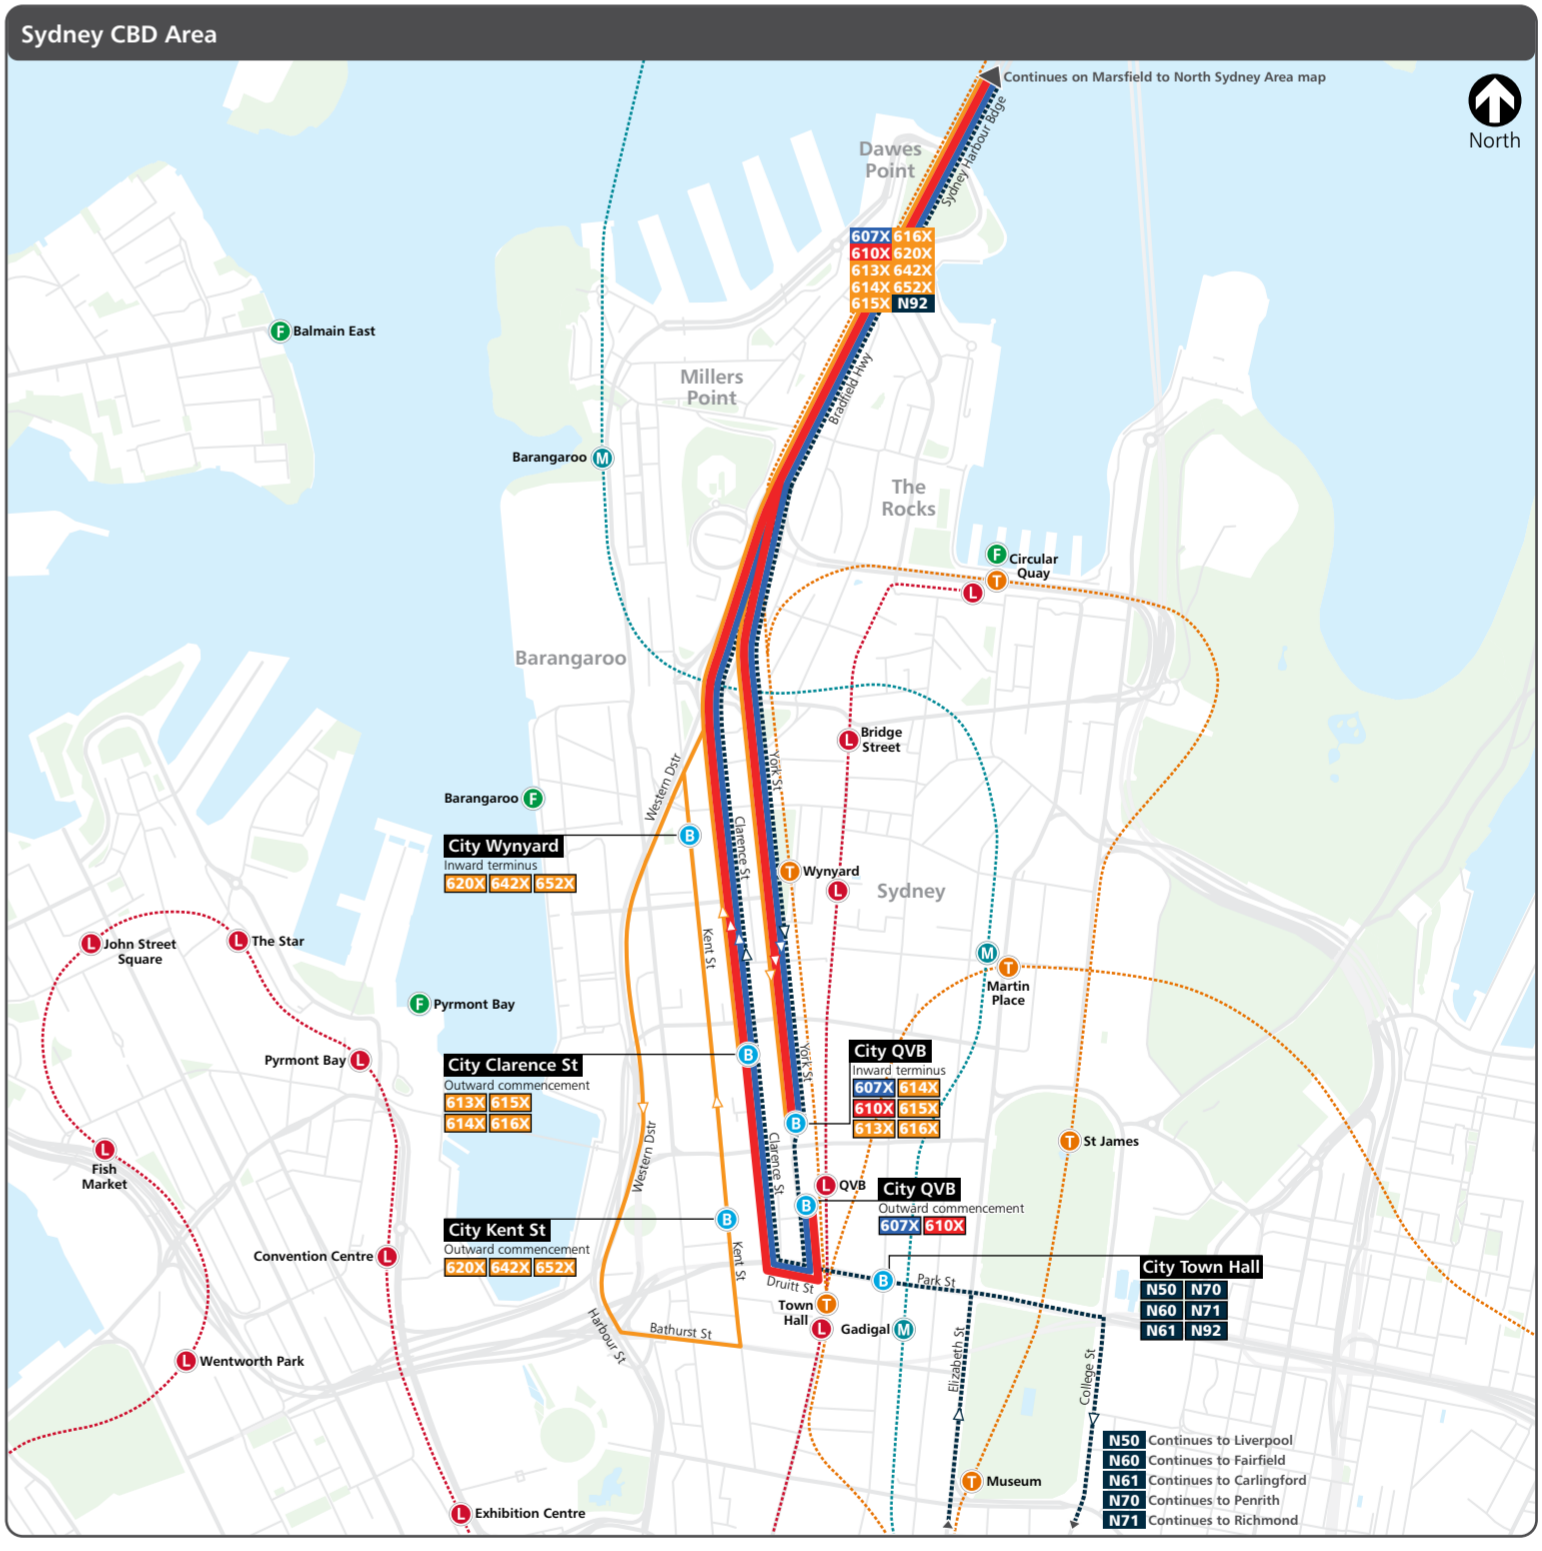 Sydney CBD Area
Continues on Marsfield to North Sydney Area map
North
Sydney Harbour Bdge
Dawes
Point
607X 616X
610X 620X
613X 642X
614X 652X
615X N92
Balmain East
Bradfield Hwy
Millers
Point
Barangaroo
The
Rocks
Circular
Quay
Barangaroo
Bridge
Street
York St
Western Dstr
Barangaroo
Clarence St
City Wynyard
Inward terminus
620X 642X 652X
Wynyard
Sydney
John Street
Square
The Star
Kent St
Martin
Place
Pyrmont Bay
Pyrmont Bay
City Clarence St
Outward commencement
613X 615X
614X 616X
York St
City QVB
Inward terminus
607X 614X
610X 615X
613X 616X
St James
Fish
Market
Western Dstr
Clarence St
QVB
City QVB
Outward commencement
607X 610X
City Kent St
Outward commencement
620X 642X 652X
Kent St
Convention Centre
Druitt St
Park St
City Town Hall
N50 N70
N60 N71
N61 N92
Town
Hall
Gadigal
Harbour St
Bathurst St
Elizabeth St
College St
Wentworth Park
N50 Continues to Liverpool
N60 Continues to Fairfield
N61 Continues to Carlingford
N70 Continues to Penrith
N71 Continues to Richmond
Museum
Exhibition Centre
F
M
F
T
L
L
F
B
T
L
L
L
M
T
F
L
B
B
L
T
L
B
B
L
B
T
L
M
L
T
L